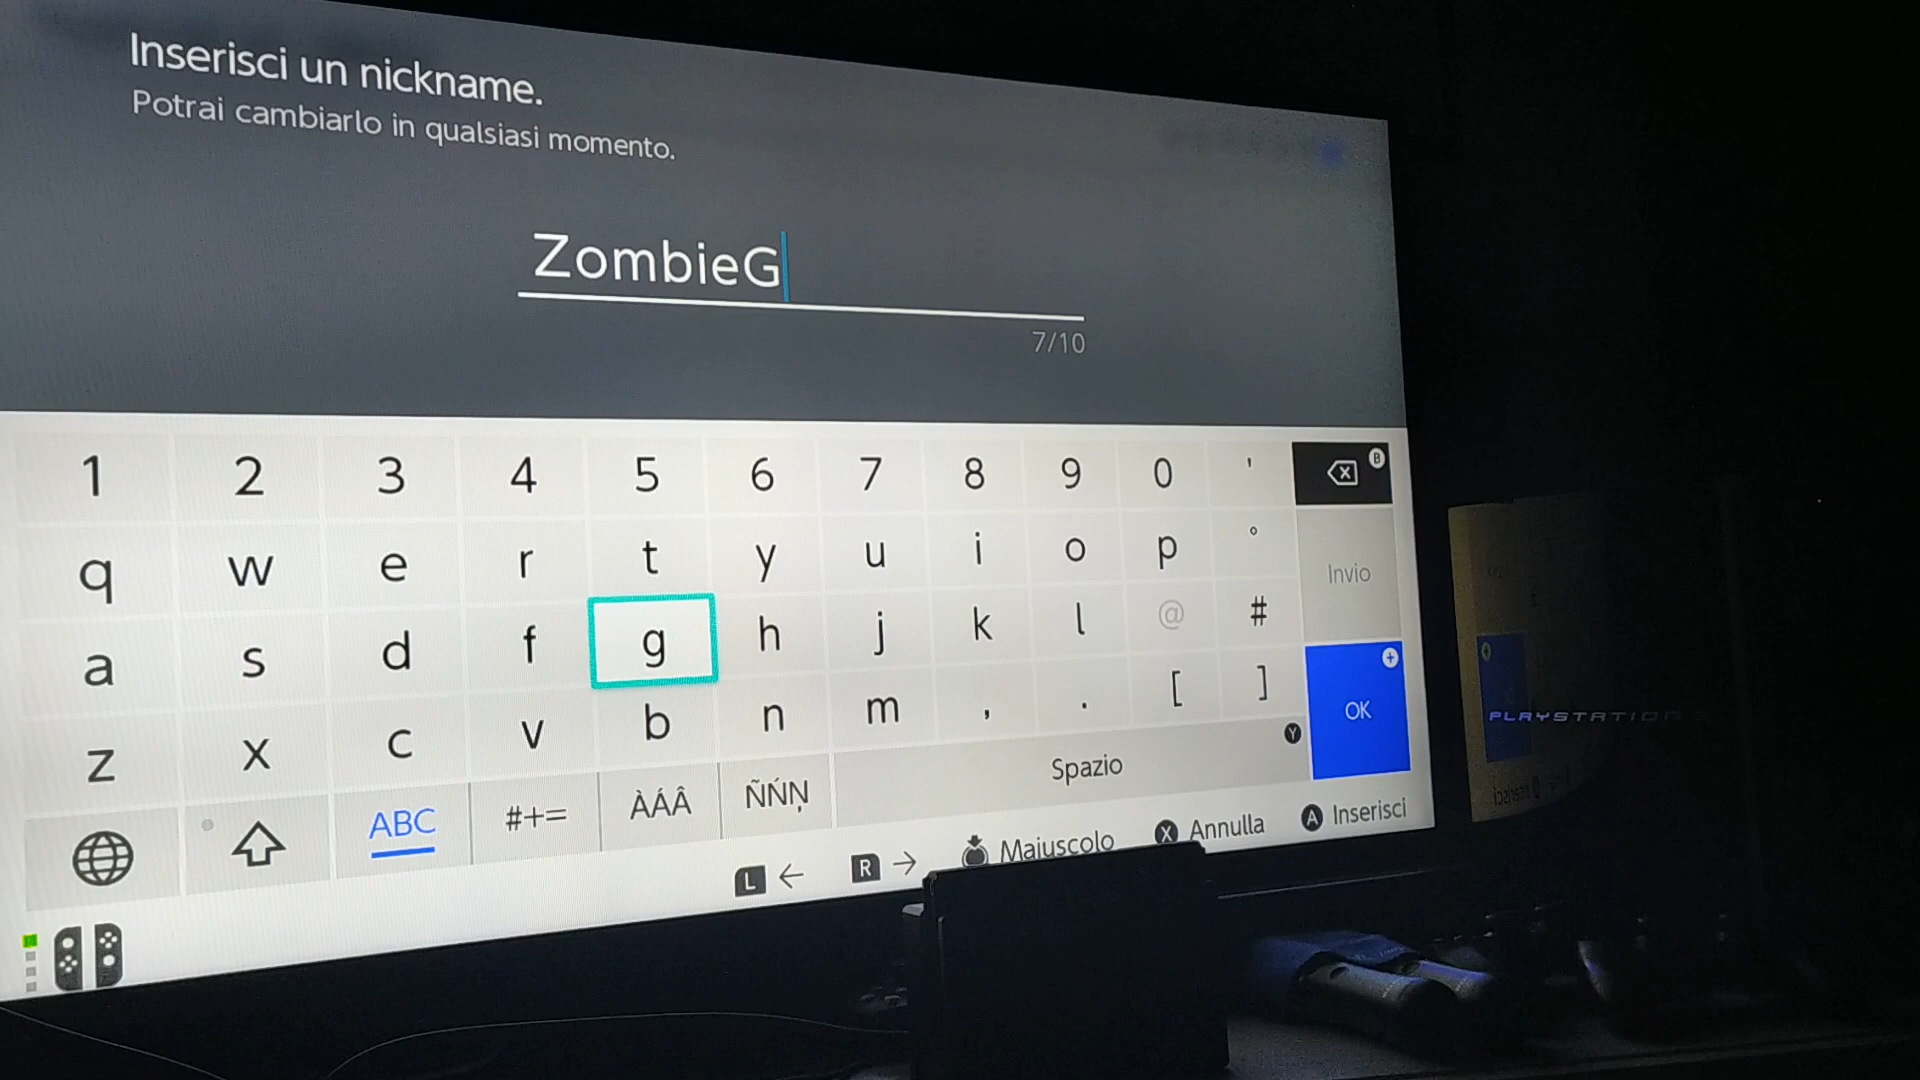 Inserisci un nickname.
Potrai cambiarlo in qualsiasi momento.
ZombieG
7/10
1 2 3 4 5 6 7 8 9 0 ' B
q w e r t y u i o p ° Invio
a s d f g h j k l @ #
z x c v b n m , . [ ] + OK
ABC #+= ÀÁÂ ÑŃŅ Spazio Y
L ← R → Maiuscolo X Annulla A Inserisci
PLAYSTATION